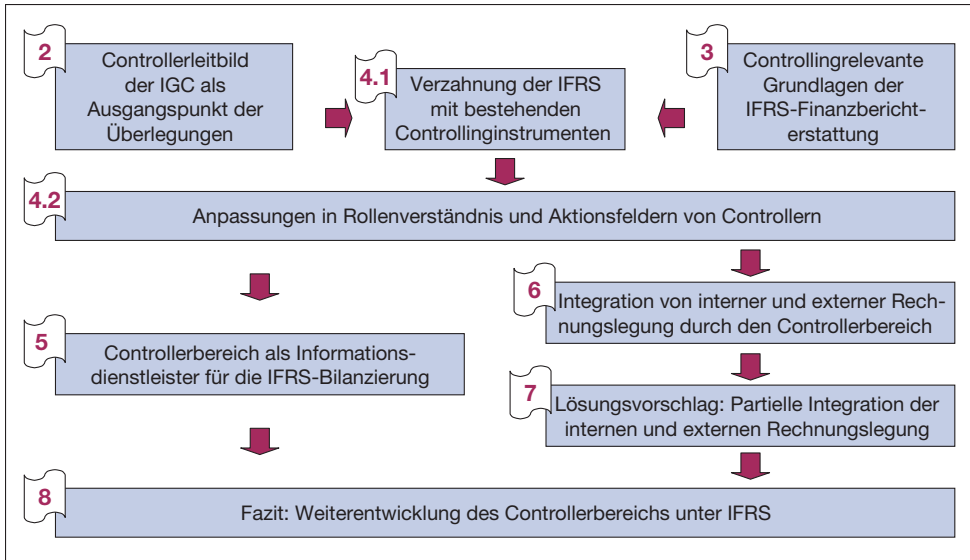 2
Controllerleitbild
der IGC als
Ausgangspunkt der
Überlegungen
4.1
Verzahnung der IFRS
mit bestehenden
Controllinginstrumenten
3
Controllingrelevante
Grundlagen der
IFRS-Finanzbericht-
erstattung
4.2
Anpassungen in Rollenverständnis und Aktionsfeldern von Controllern
5
Controllerbereich als Informations-
dienstleister für die IFRS-Bilanzierung
6
Integration von interner und externer Rech-
nungslegung durch den Controllerbereich
7
Lösungsvorschlag: Partielle Integration der
internen und externen Rechnungslegung
8
Fazit: Weiterentwicklung des Controllerbereichs unter IFRS